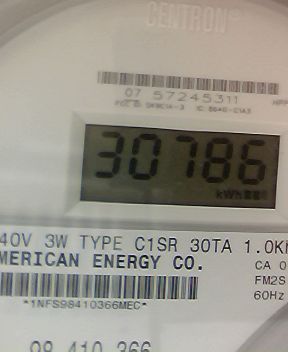 CENTRON®
07 57245311
30786
kWh
40V 3W TYPE C1SR 30TA 1.0K
MERICAN ENERGY CO.
CA 0
FM2S
60Hz
*1NFS98410366MEC*
98 410 366